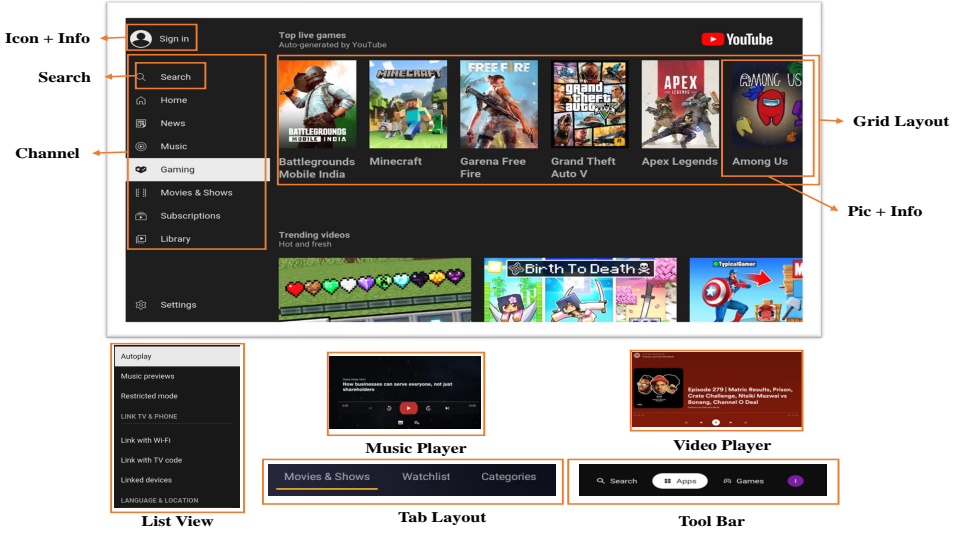 Icon + Info
Search
Channel
Sign in
Search
Home
News
Music
Gaming
Movies & Shows
Subscriptions
Library
Settings
Top live games
Auto-generated by YouTube
YouTube
BATTLEGROUNDS
MOBILE INDIA
MINECRAFT
FREE FIRE
grand
theft
auto V
APEX
LEGENDS
AMONG US
Battlegrounds
Mobile India
Minecraft
Garena Free
Fire
Grand Theft
Auto V
Apex Legends
Among Us
Grid Layout
Pic + Info
Trending videos
Hot and fresh
Birth To Death
TypicalGamer
Autoplay
Music previews
Restricted mode
LINK TV & PHONE
Link with Wi-Fi
Link with TV code
Linked devices
LANGUAGE & LOCATION
List View
How businesses can serve everyone, not just
shareholders
Music Player
Episode 279 | Matric Results, Prison,
Crate Challenge, Ntsiki Mazwai vs
Bonang, Channel O Deal
Video Player
Movies & Shows
Watchlist
Categories
Tab Layout
Search
Apps
Games
I
Tool Bar